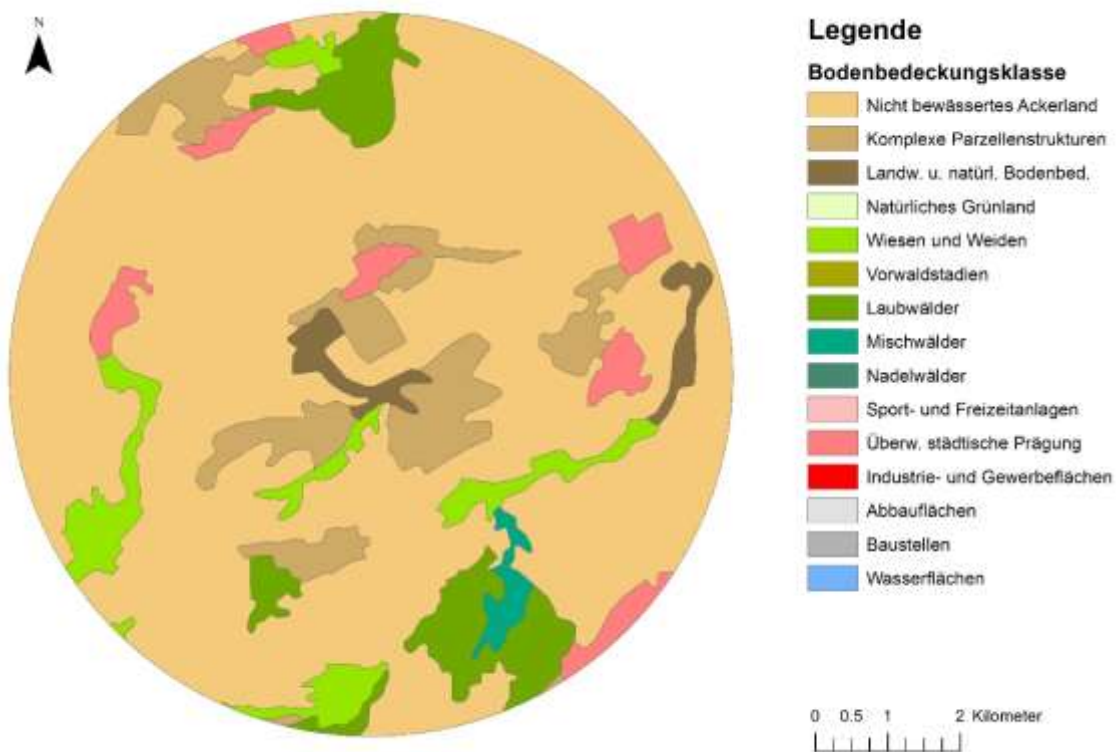 N
Legende
Bodenbedeckungsklasse
Nicht bewässertes Ackerland
Komplexe Parzellenstrukturen
Landw. u. natürl. Bodenbed.
Natürliches Grünland
Wiesen und Weiden
Vorwaldstadien
Laubwälder
Mischwälder
Nadelwälder
Sport- und Freizeitanlagen
Überw. städtische Prägung
Industrie- und Gewerbeflächen
Abbauflächen
Baustellen
Wasserflächen
0 0.5 1 2 Kilometer